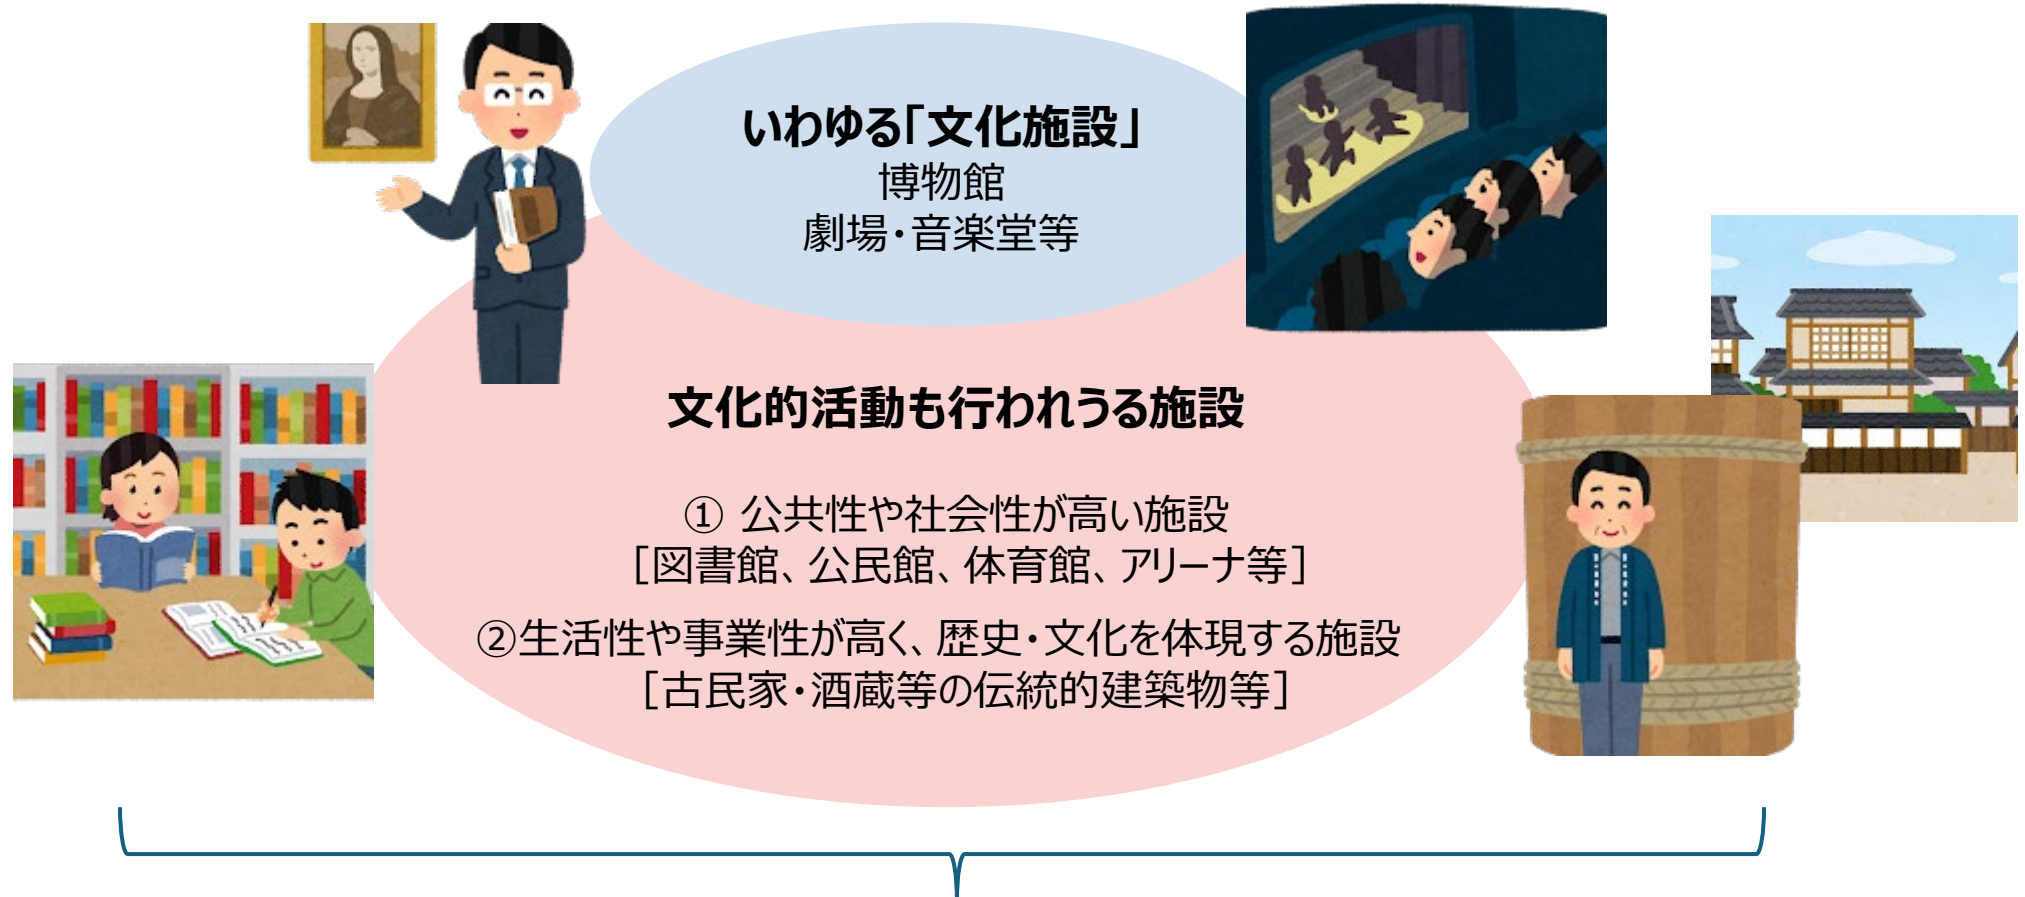 いわゆる「文化施設」
博物館
劇場・音楽堂等
文化的活動も行われうる施設
① 公共性や社会性が高い施設
［図書館、公民館、体育館、アリーナ等］
②生活性や事業性が高く、歴史・文化を体現する施設
［古民家・酒蔵等の伝統的建築物等］